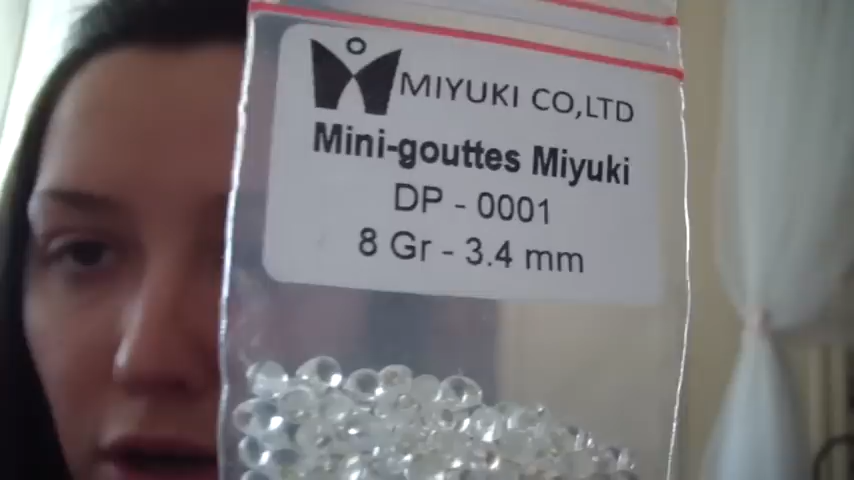 MIYUKI CO,LTD
Mini-gouttes Miyuki
DP - 0001
8 Gr - 3.4 mm